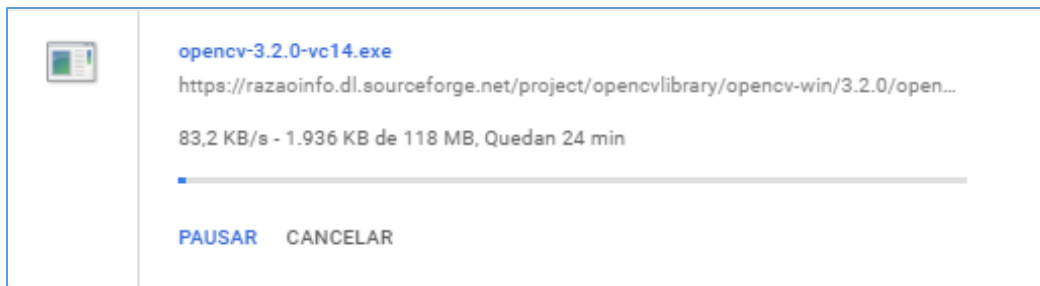 opencv-3.2.0-vc14.exe
https://razaoinfo.dl.sourceforge.net/project/opencvlibrary/opencv-win/3.2.0/open...
83,2 KB/s - 1.936 KB de 118 MB, Quedan 24 min
PAUSAR CANCELAR